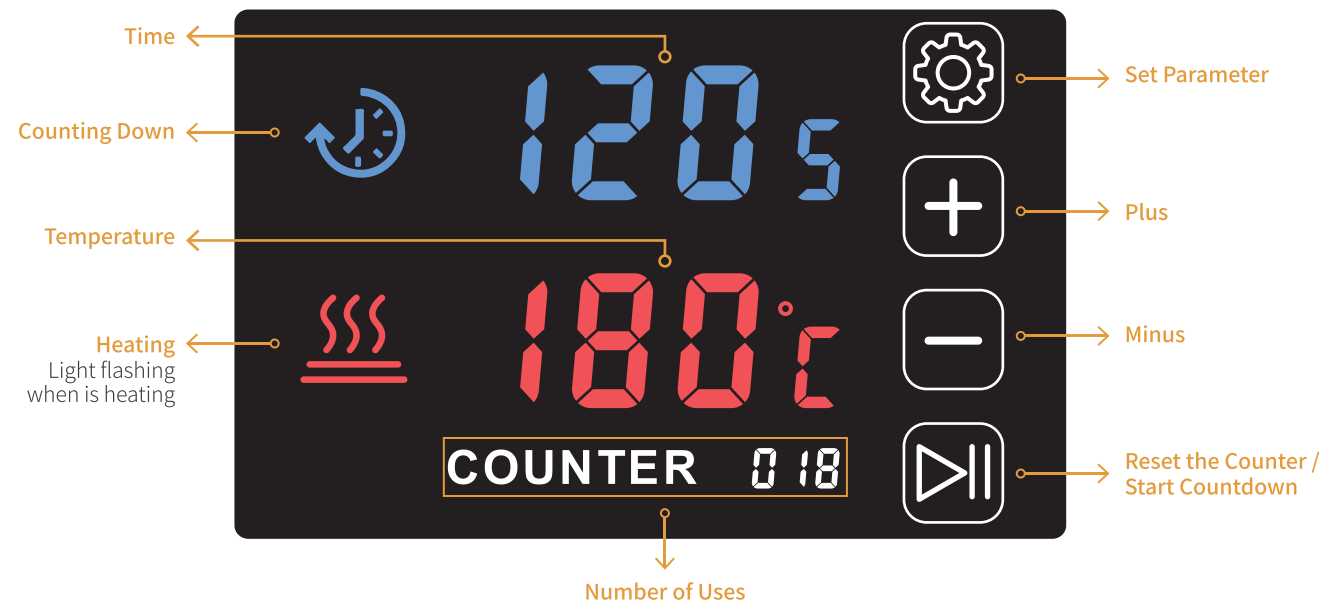 Time
120s
Set Parameter
Counting Down
Plus
Temperature
180°C
Minus
Heating
Light flashing
when is heating
COUNTER 018
Reset the Counter /
Start Countdown
Number of Uses